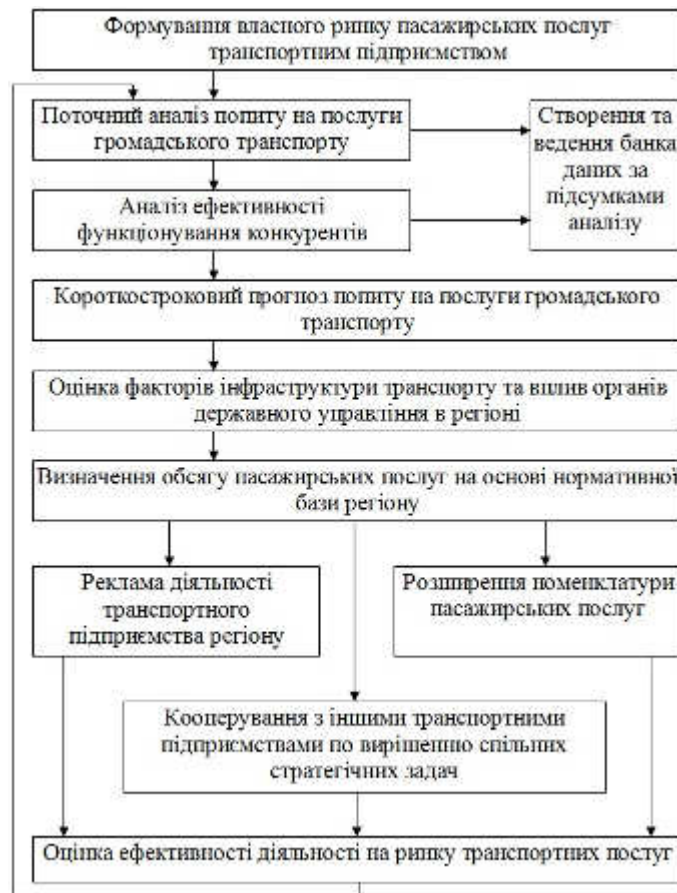 Формування власного ринку пасажирських послуг
транспортним підприємством
Поточний аналіз попиту на послуги
громадського транспорту
Створення та
ведення банка
даних за
підсумками
аналізу
Аналіз ефективності
функціонування конкурентів
Короткостроковий прогноз попиту на послуги громадського
транспорту
Оцінка факторів інфраструктури транспорту та вплив органів
державного управління в регіоні
Визначення обсягу пасажирських послуг на основі нормативної
бази регіону
Реклама діяльності
транспортного
підприємства регіону
Розширення номенклатури
пасажирських послуг
Кооперування з іншими транспортними
підприємствами по вирішенню спільних
стратегічних задач
Оцінка ефективності діяльності на ринку транспортних послуг